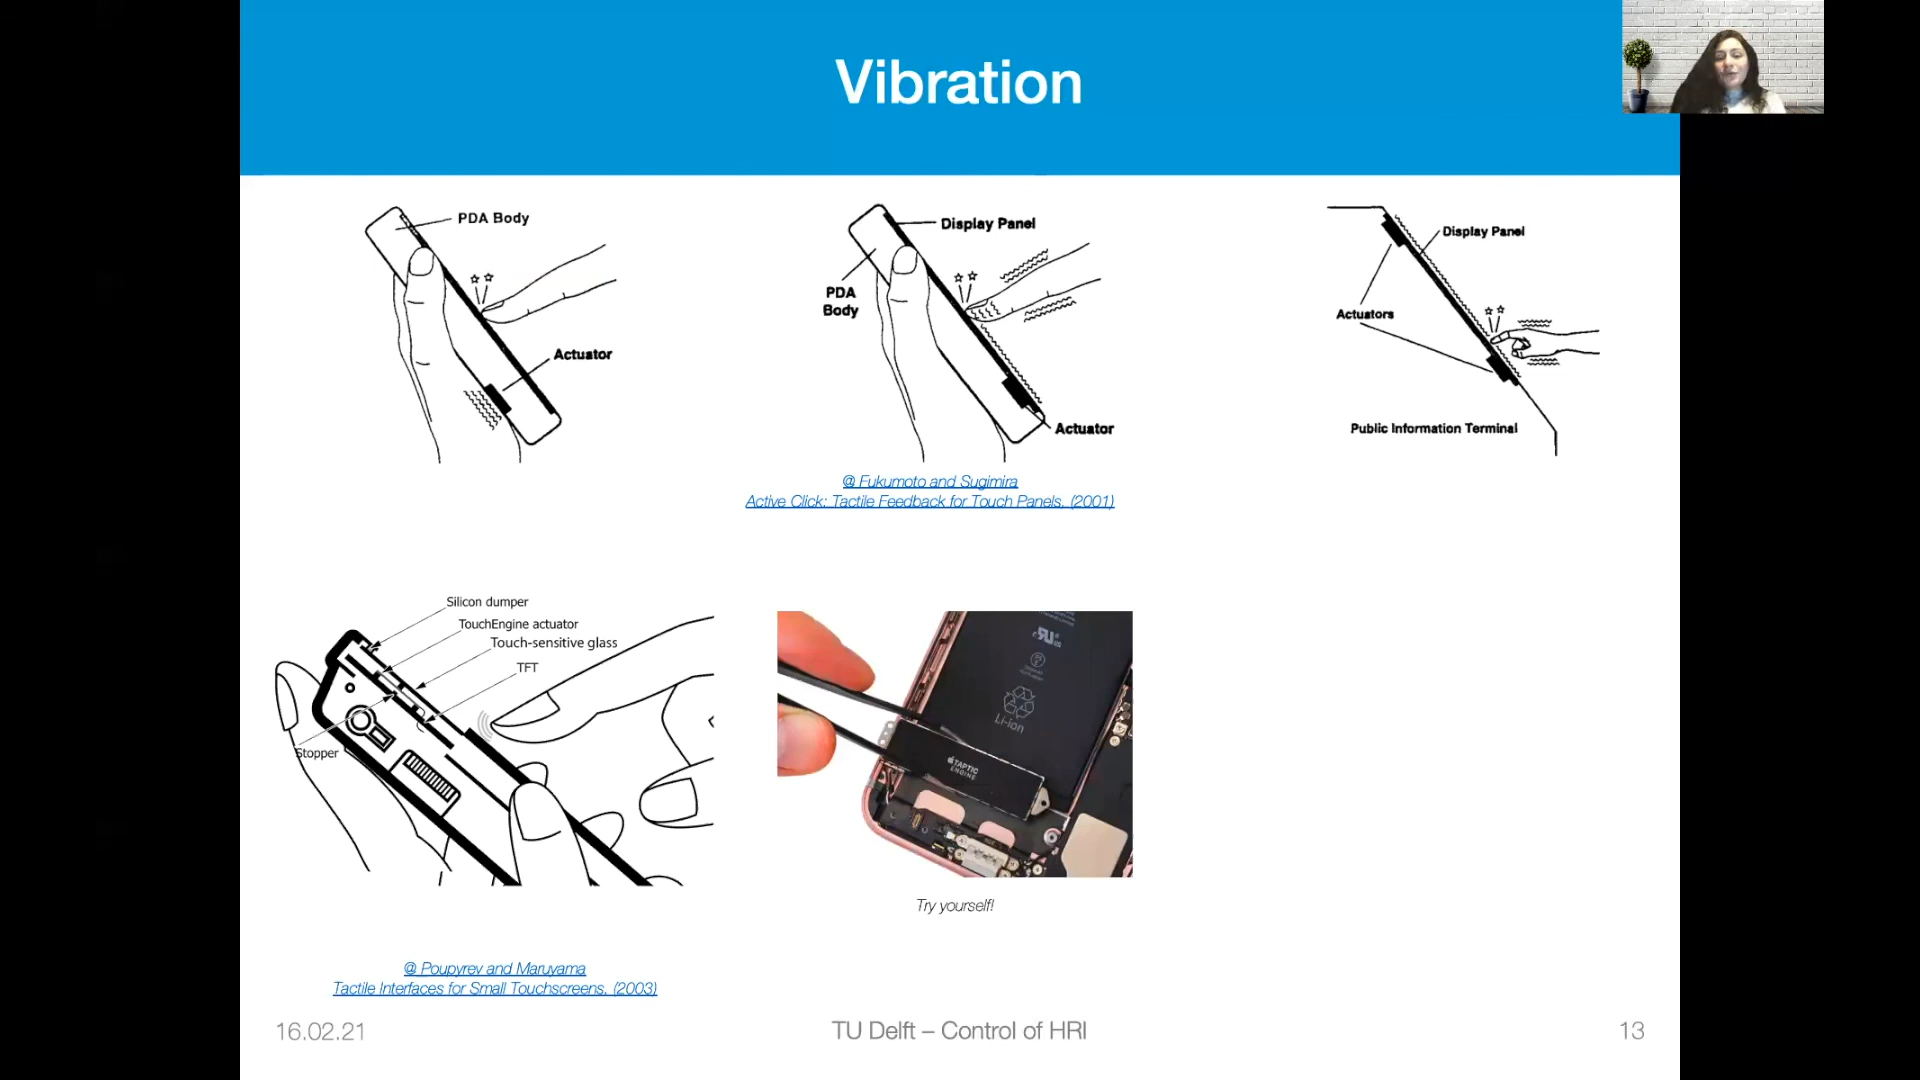 Vibration
PDA Body
Actuator
Display Panel
PDA
Body
Actuator
Display Panel
Actuators
Public Information Terminal
@ Fukumoto and Sugimira
Active Click: Tactile Feedback for Touch Panels. (2001)
Silicon dumper
TouchEngine actuator
Touch-sensitive glass
TFT
Stopper
Li-ion
TAPTIC
ENGINE
Try yourself!
@ Poupyrev and Maruyama
Tactile Interfaces for Small Touchscreens. (2003)
16.02.21
TU Delft – Control of HRI
13